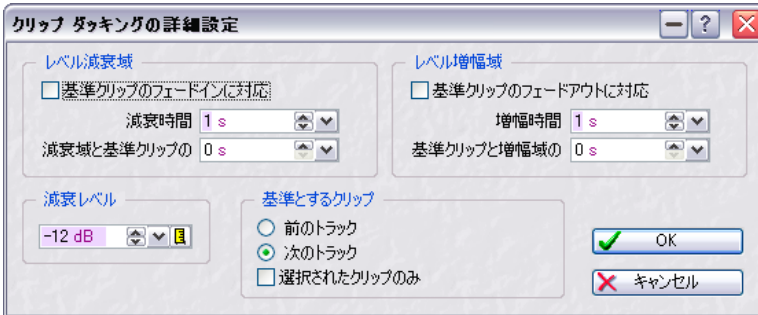 クリップ ダッキングの詳細設定
レベル減衰域
基準クリップのフェードインに対応
減衰時間 1 s
減衰域と基準クリップの 0 s
レベル増幅域
基準クリップのフェードアウトに対応
増幅時間 1 s
基準クリップと増幅域の 0 s
減衰レベル
-12 dB
基準とするクリップ
前のトラック
次のトラック
選択されたクリップのみ
OK
キャンセル